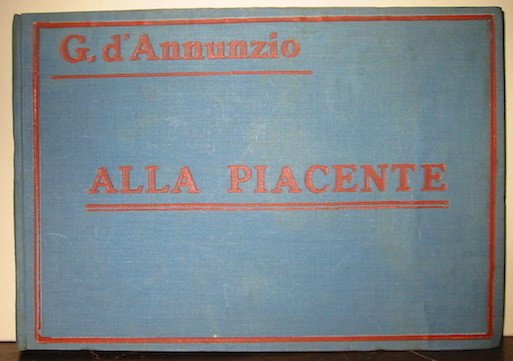 G. d'Annunzio
ALLA PIACENTE